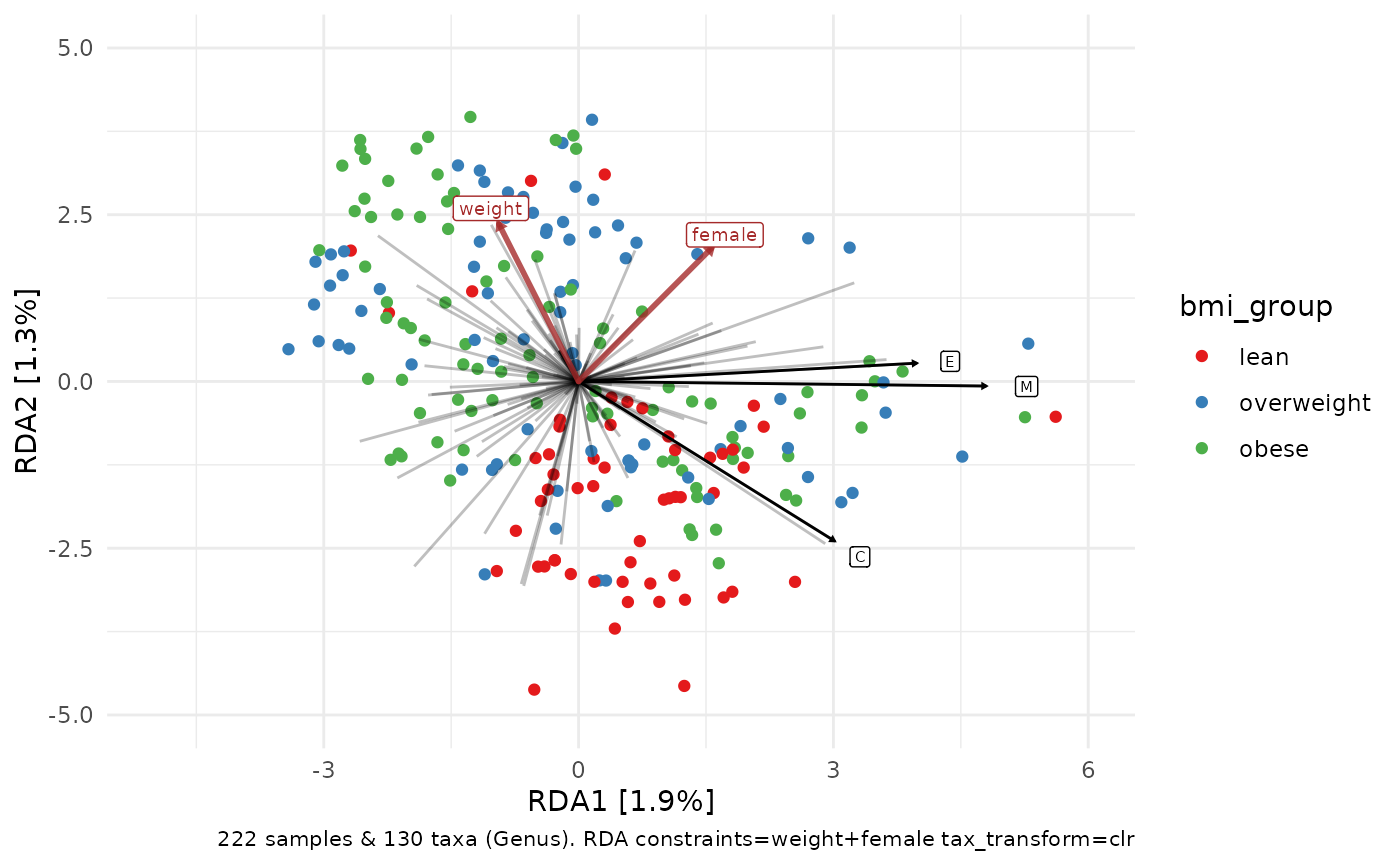 5.0
2.5
0.0
-2.5
-5.0
RDA2 [1.3%]
weight
female
E
M
C
-3
0
3
6
RDA1 [1.9%]
222 samples & 130 taxa (Genus). RDA constraints=weight+female tax_transform=clr
bmi_group
lean
overweight
obese